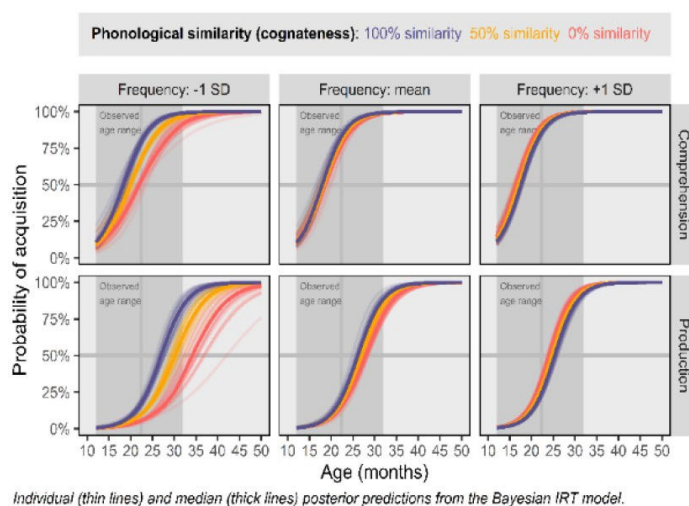 Phonological similarity (cognateness): 100% similarity 50% similarity 0% similarity
Frequency: -1 SD Frequency: mean Frequency: +1 SD
Observed age range
Observed age range
Observed age range
100%
75%
50%
25%
0%
Comprehension
Probability of acquisition
Observed age range
Observed age range
Observed age range
100%
75%
50%
25%
0%
Production
10 15 20 25 30 35 40 45 50 10 15 20 25 30 35 40 45 50 10 15 20 25 30 35 40 45 50
Age (months)
Individual (thin lines) and median (thick lines) posterior predictions from the Bayesian IRT model.